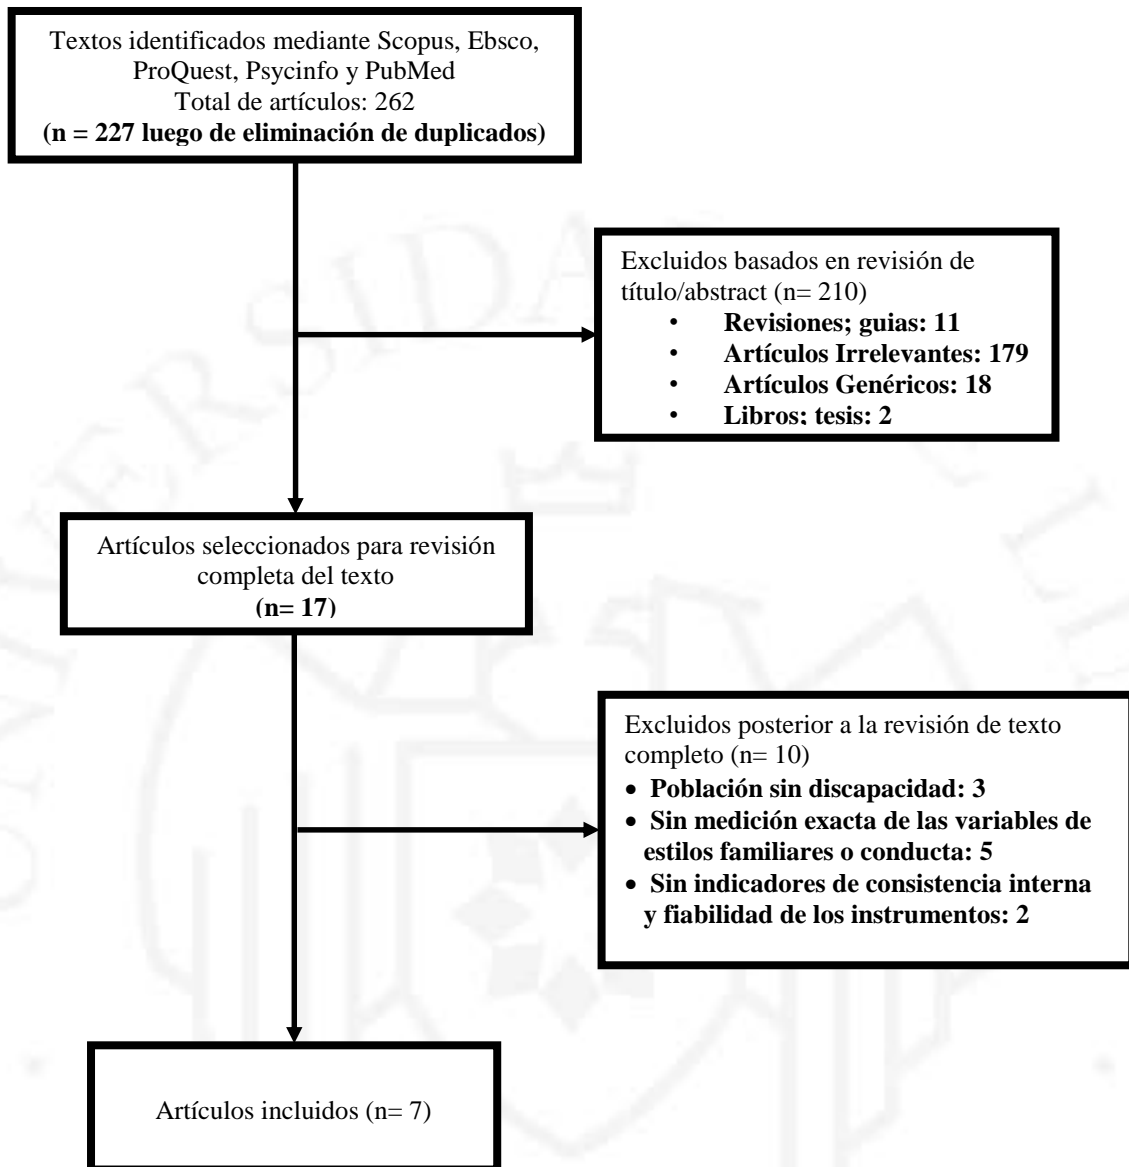 Textos identificados mediante Scopus, Ebsco,
ProQuest, Psycinfo y PubMed
Total de artículos: 262
(n = 227 luego de eliminación de duplicados)
Excluidos basados en revisión de
título/abstract (n= 210)
• Revisiones; guias: 11
• Artículos Irrelevantes: 179
• Artículos Genéricos: 18
• Libros; tesis: 2
Artículos seleccionados para revisión
completa del texto
(n= 17)
Excluidos posterior a la revisión de texto
completo (n= 10)
• Población sin discapacidad: 3
• Sin medición exacta de las variables de
estilos familiares o conducta: 5
• Sin indicadores de consistencia interna
y fiabilidad de los instrumentos: 2
Artículos incluidos (n= 7)